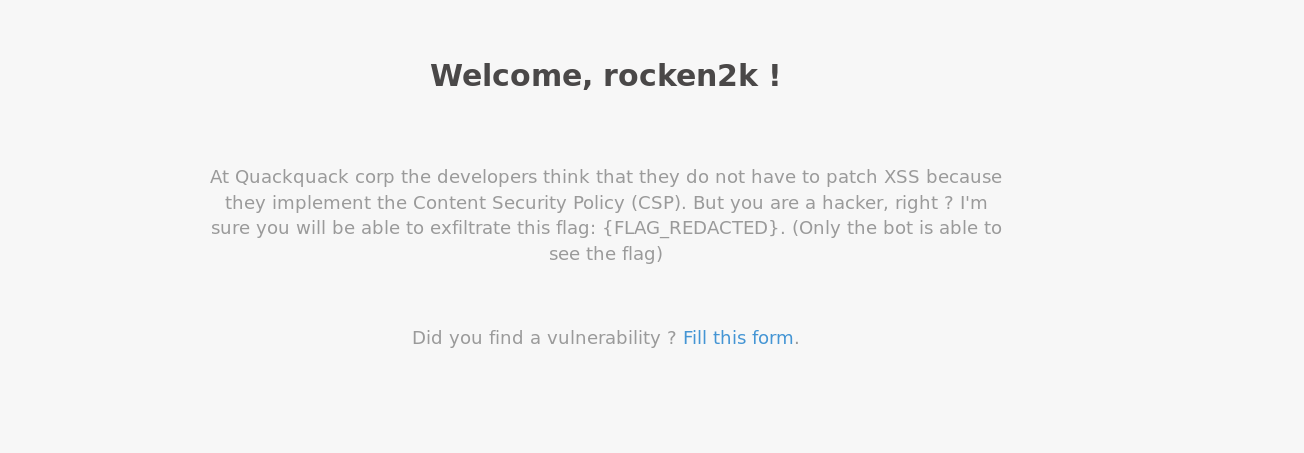 Welcome, rocken2k !
At Quackquack corp the developers think that they do not have to patch XSS because
they implement the Content Security Policy (CSP). But you are a hacker, right ? I'm
sure you will be able to exfiltrate this flag: {FLAG_REDACTED}. (Only the bot is able to
see the flag)
Did you find a vulnerability ? Fill this form.